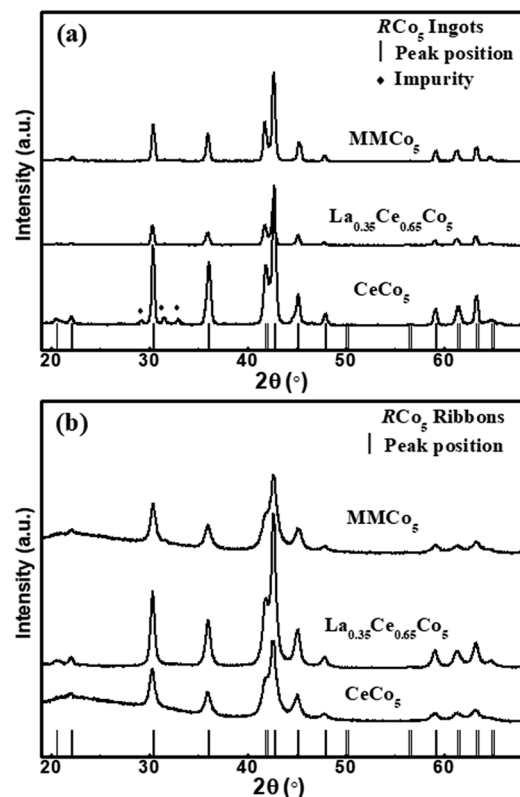 (a)
RCo₅ Ingots
| Peak position
♦ Impurity
MMCo₅
La₀.₃₅Ce₀.₆₅Co₅
CeCo₅
Intensity (a.u.)
20 30 40 50 60
2θ (°)
(b)
RCo₅ Ribbons
| Peak position
MMCo₅
La₀.₃₅Ce₀.₆₅Co₅
CeCo₅
Intensity (a.u.)
20 30 40 50 60
2θ (°)